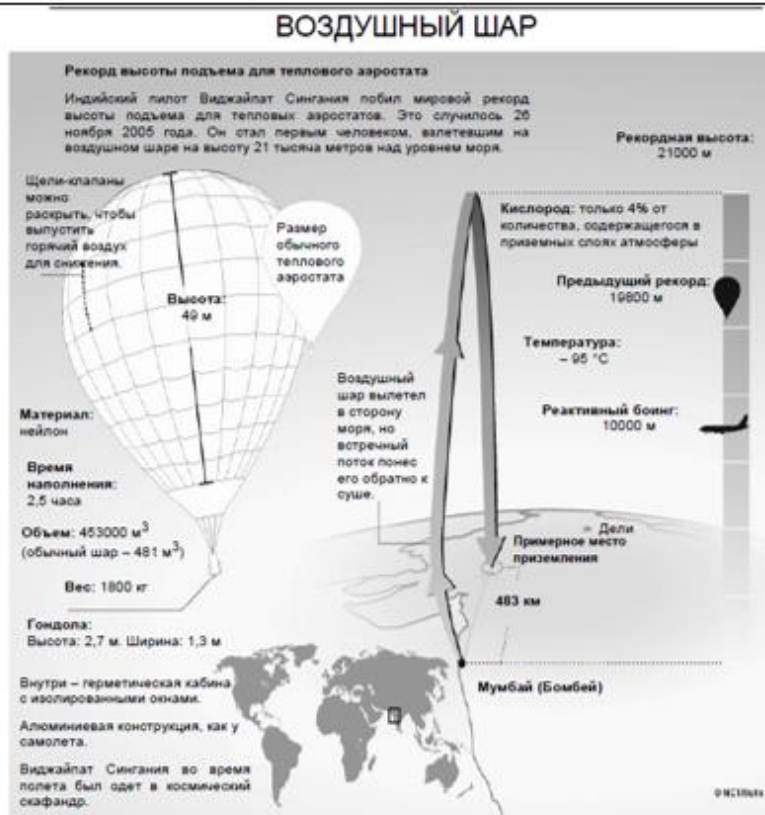 ВОЗДУШНЫЙ ШАР
Рекорд высоты подъема для теплового аэростата
Индийский пилот Виджайпат Сингания побил мировой рекорд
высоты подъема для тепловых аэростатов. Это случилось 26
ноября 2005 года. Он стал первым человеком, взлетевшим на
воздушном шаре на высоту 21 тысяча метров над уровнем моря.
Рекордная высота:
21000 м
Щели-клапаны
можно
раскрыть, чтобы
выпустить
горячий воздух
для снижения.
Размер
обычного
теплового
аэростата
Высота:
49 м
Кислород: только 4% от
количества, содержащегося в
приземных слоях атмосферы
Предыдущий рекорд:
19800 м
Температура:
– 95 °C
Реактивный боинг:
10000 м
Воздушный
шар вылетел
в сторону
моря, но
встречный
поток понес
его обратно к
суше.
Материал:
нейлон
Время
наполнения:
2,5 часа
Объем: 453000 м³
(обычный шар – 481 м³)
Вес: 1800 кг
Гондола:
Высота: 2,7 м. Ширина: 1,3 м
Дели
Примерное место
приземления
483 км
Мумбай (Бомбей)
Внутри – герметическая кабина
с изолированными окнами.
Алюминиевая конструкция, как у
самолета.
Виджайпат Сингания во время
полета был одет в космический
скафандр.